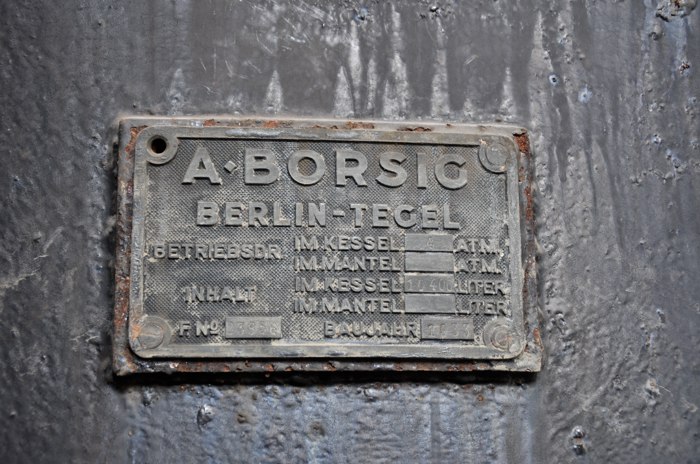 A·BORSIG
BERLIN-TEGEL
BETRIEBSDR. IM KESSEL ATM.
IM MANTEL ATM.
INHALT IM KESSEL LITER
IM MANTEL LITER
F. NO BAUJAHR